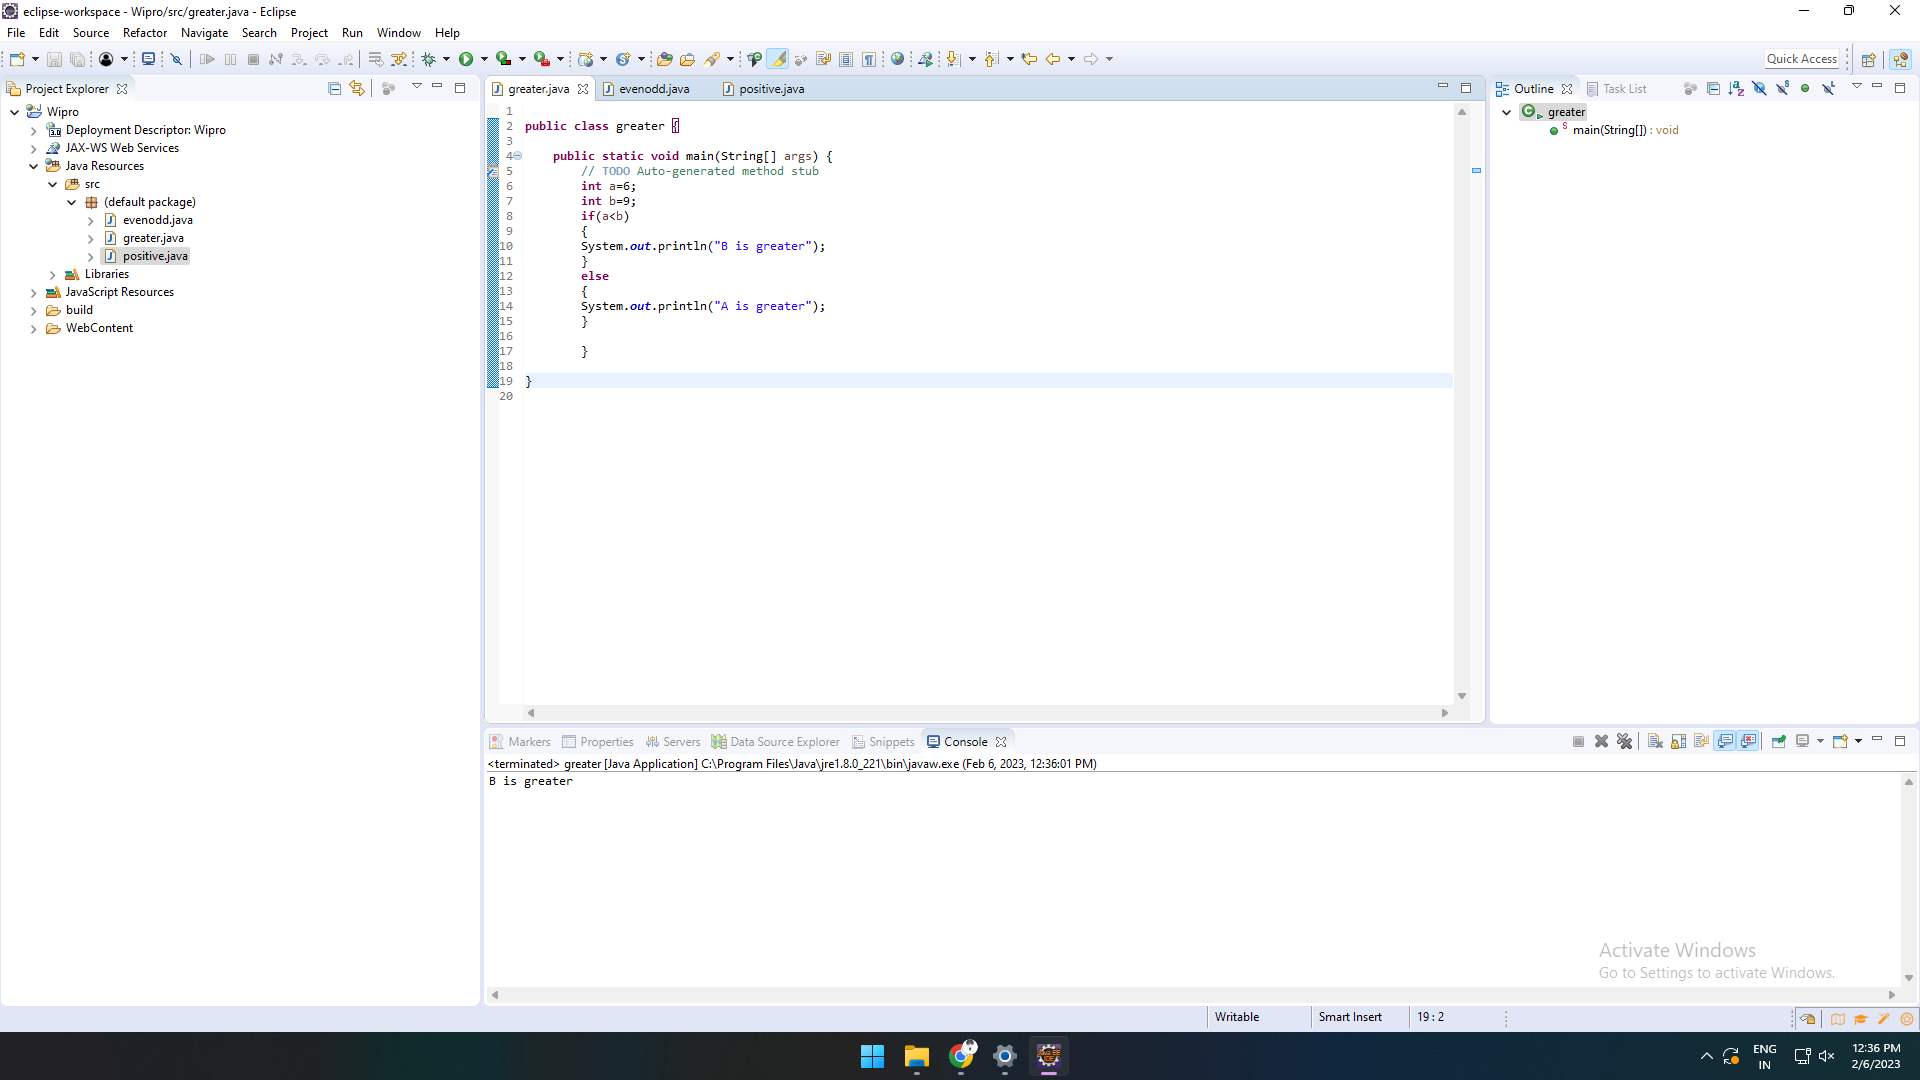 eclipse-workspace - Wipro/src/greater.java - Eclipse
File Edit Source Refactor Navigate Search Project Run Window Help
Quick Access
Project Explorer
Wipro
Deployment Descriptor: Wipro
JAX-WS Web Services
Java Resources
src
(default package)
evenodd.java
greater.java
positive.java
Libraries
JavaScript Resources
build
WebContent
greater.java evenodd.java positive.java
1
2 public class greater {
3
4 public static void main(String[] args) {
5 // TODO Auto-generated method stub
6 int a=6;
7 int b=9;
8 if(a<b)
9 {
10 System.out.println("B is greater");
11 }
12 else
13 {
14 System.out.println("A is greater");
15 }
16
17 }
18
19 }
20
Outline Task List
greater
main(String[]) : void
Markers Properties Servers Data Source Explorer Snippets Console
<terminated> greater [Java Application] C:\Program Files\Java\jre1.8.0_221\bin\javaw.exe (Feb 6, 2023, 12:36:01 PM)
B is greater
Activate Windows
Go to Settings to activate Windows.
Writable Smart Insert 19 : 2
ENG
IN
12:36 PM
2/6/2023